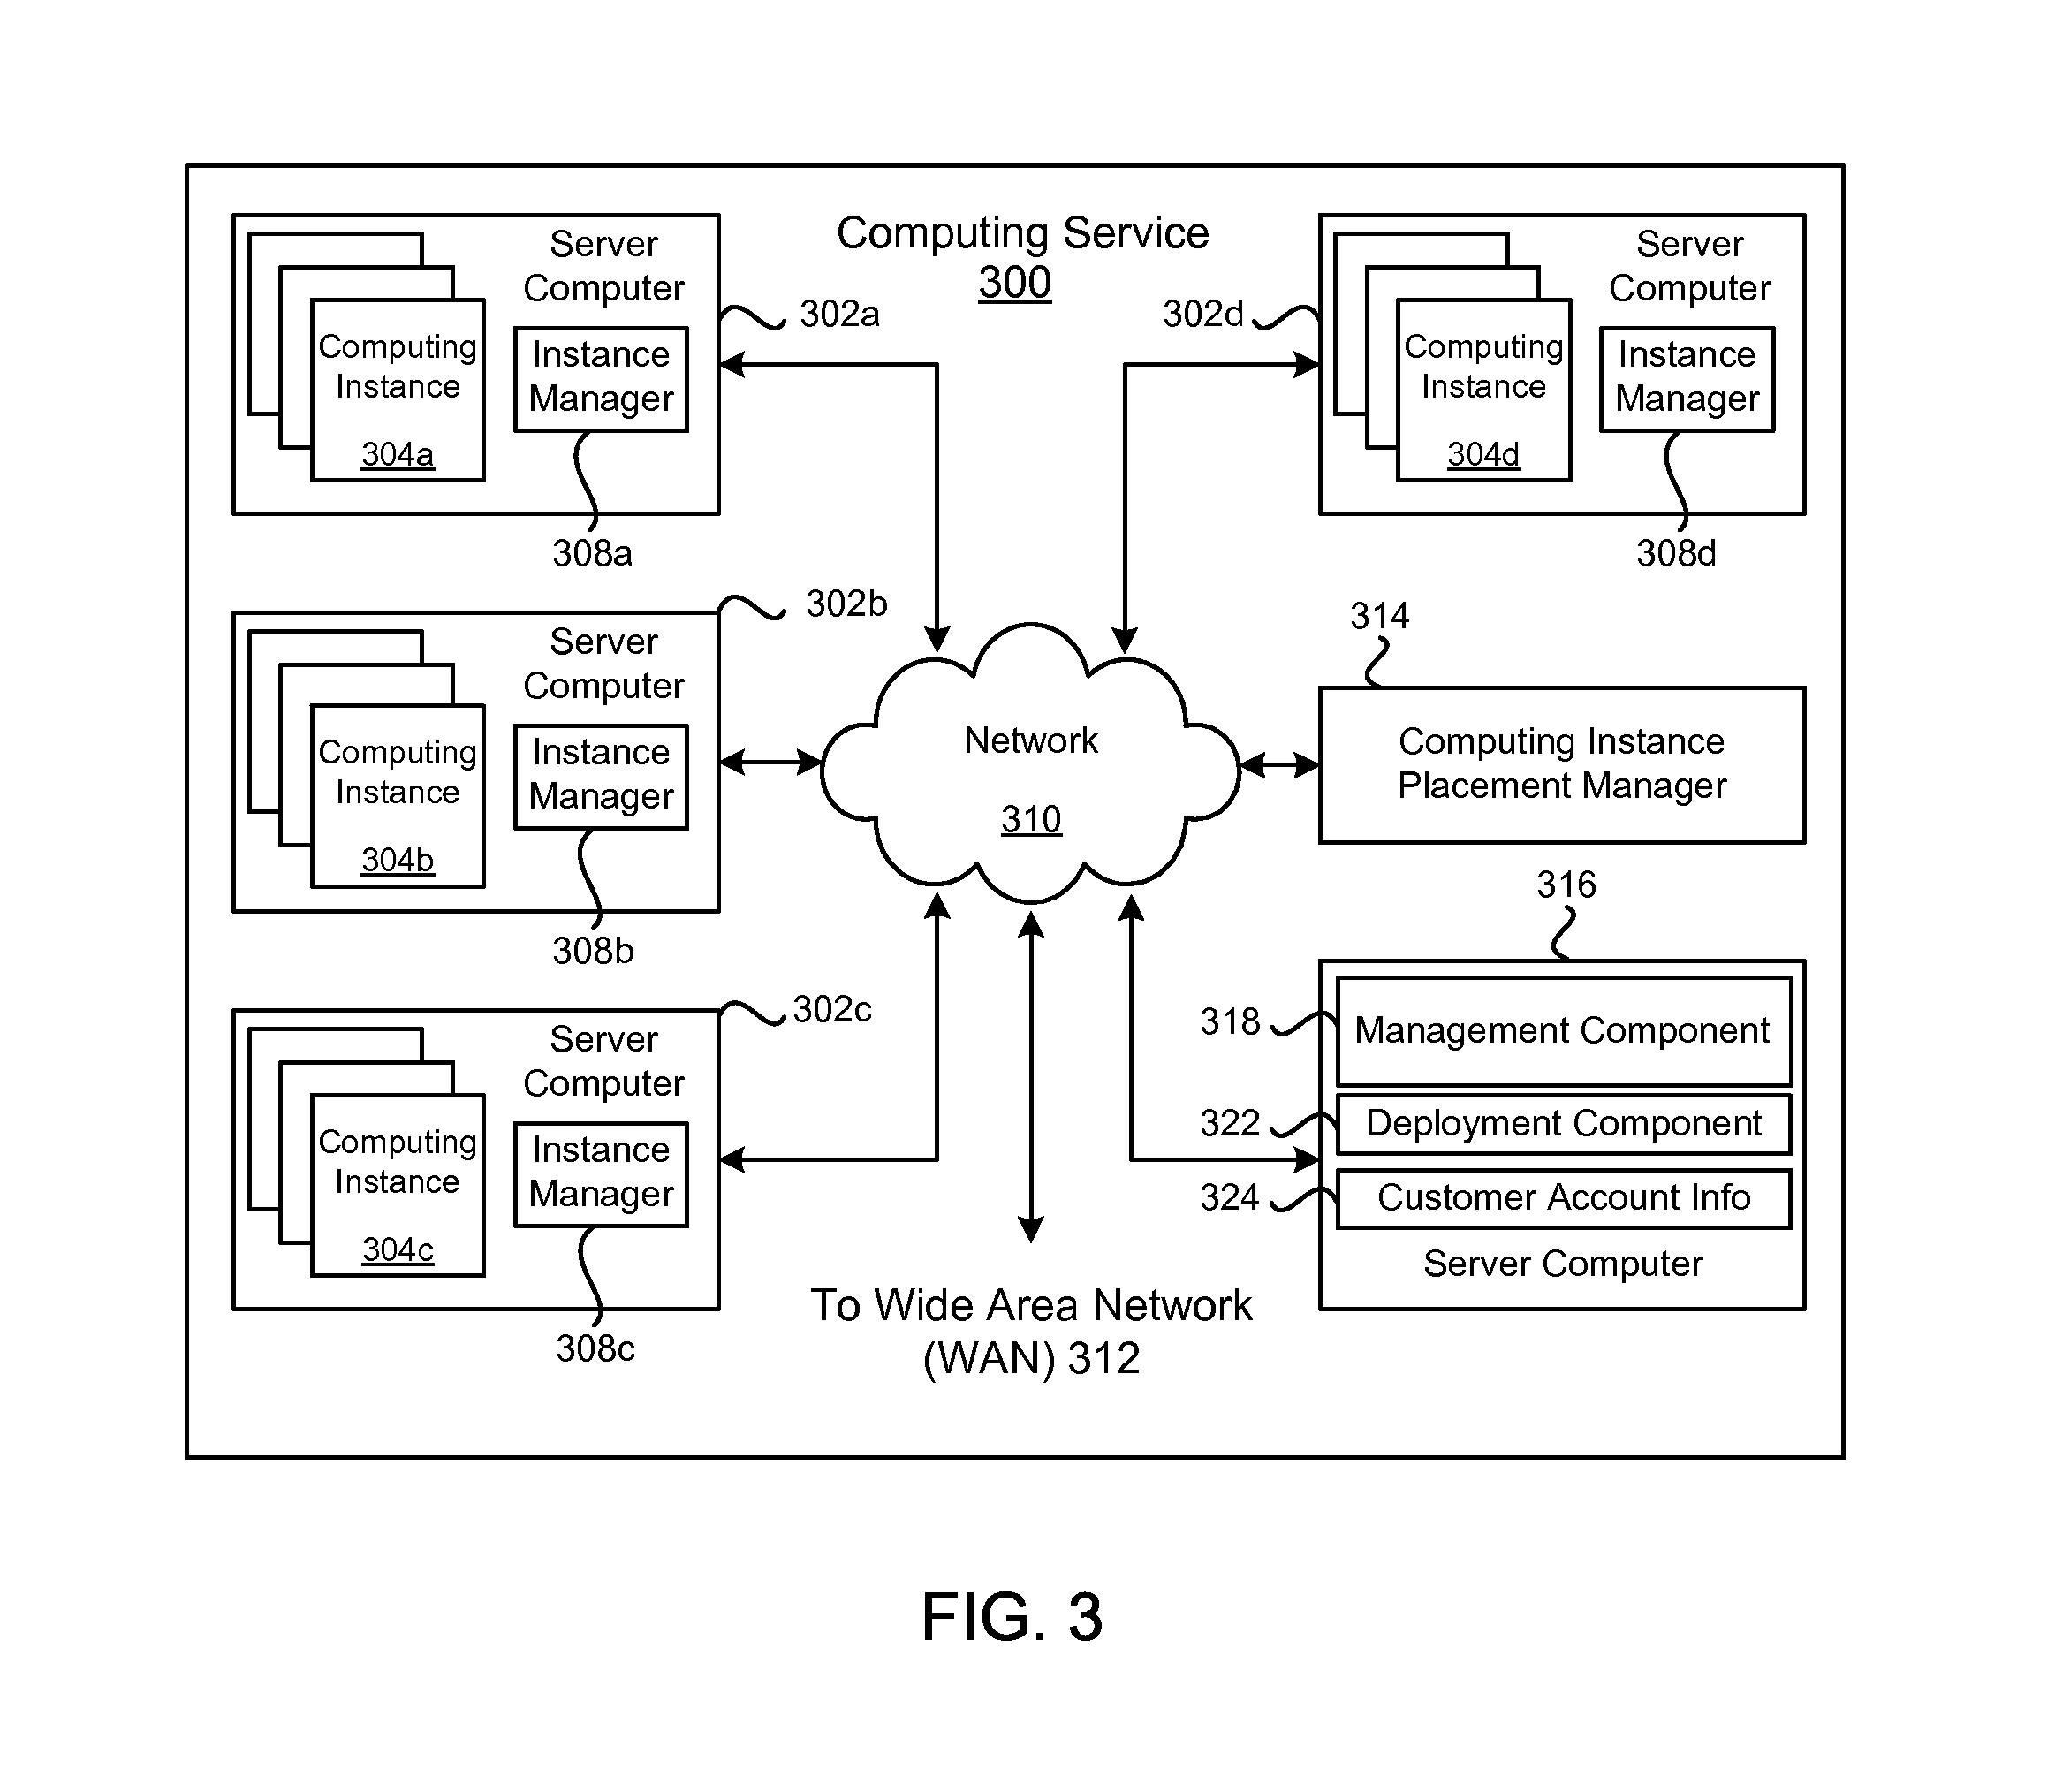 Computing Service
300
Server
Computer
Computing
Instance
304a
Instance
Manager
302a
308a
302d
Server
Computer
Computing
Instance
304d
Instance
Manager
308d
302b
Server
Computer
Computing
Instance
304b
Instance
Manager
308b
Network
310
314
Computing Instance
Placement Manager
302c
Server
Computer
Computing
Instance
304c
Instance
Manager
308c
316
318
Management Component
322
Deployment Component
324
Customer Account Info
Server Computer
To Wide Area Network
(WAN) 312
FIG. 3